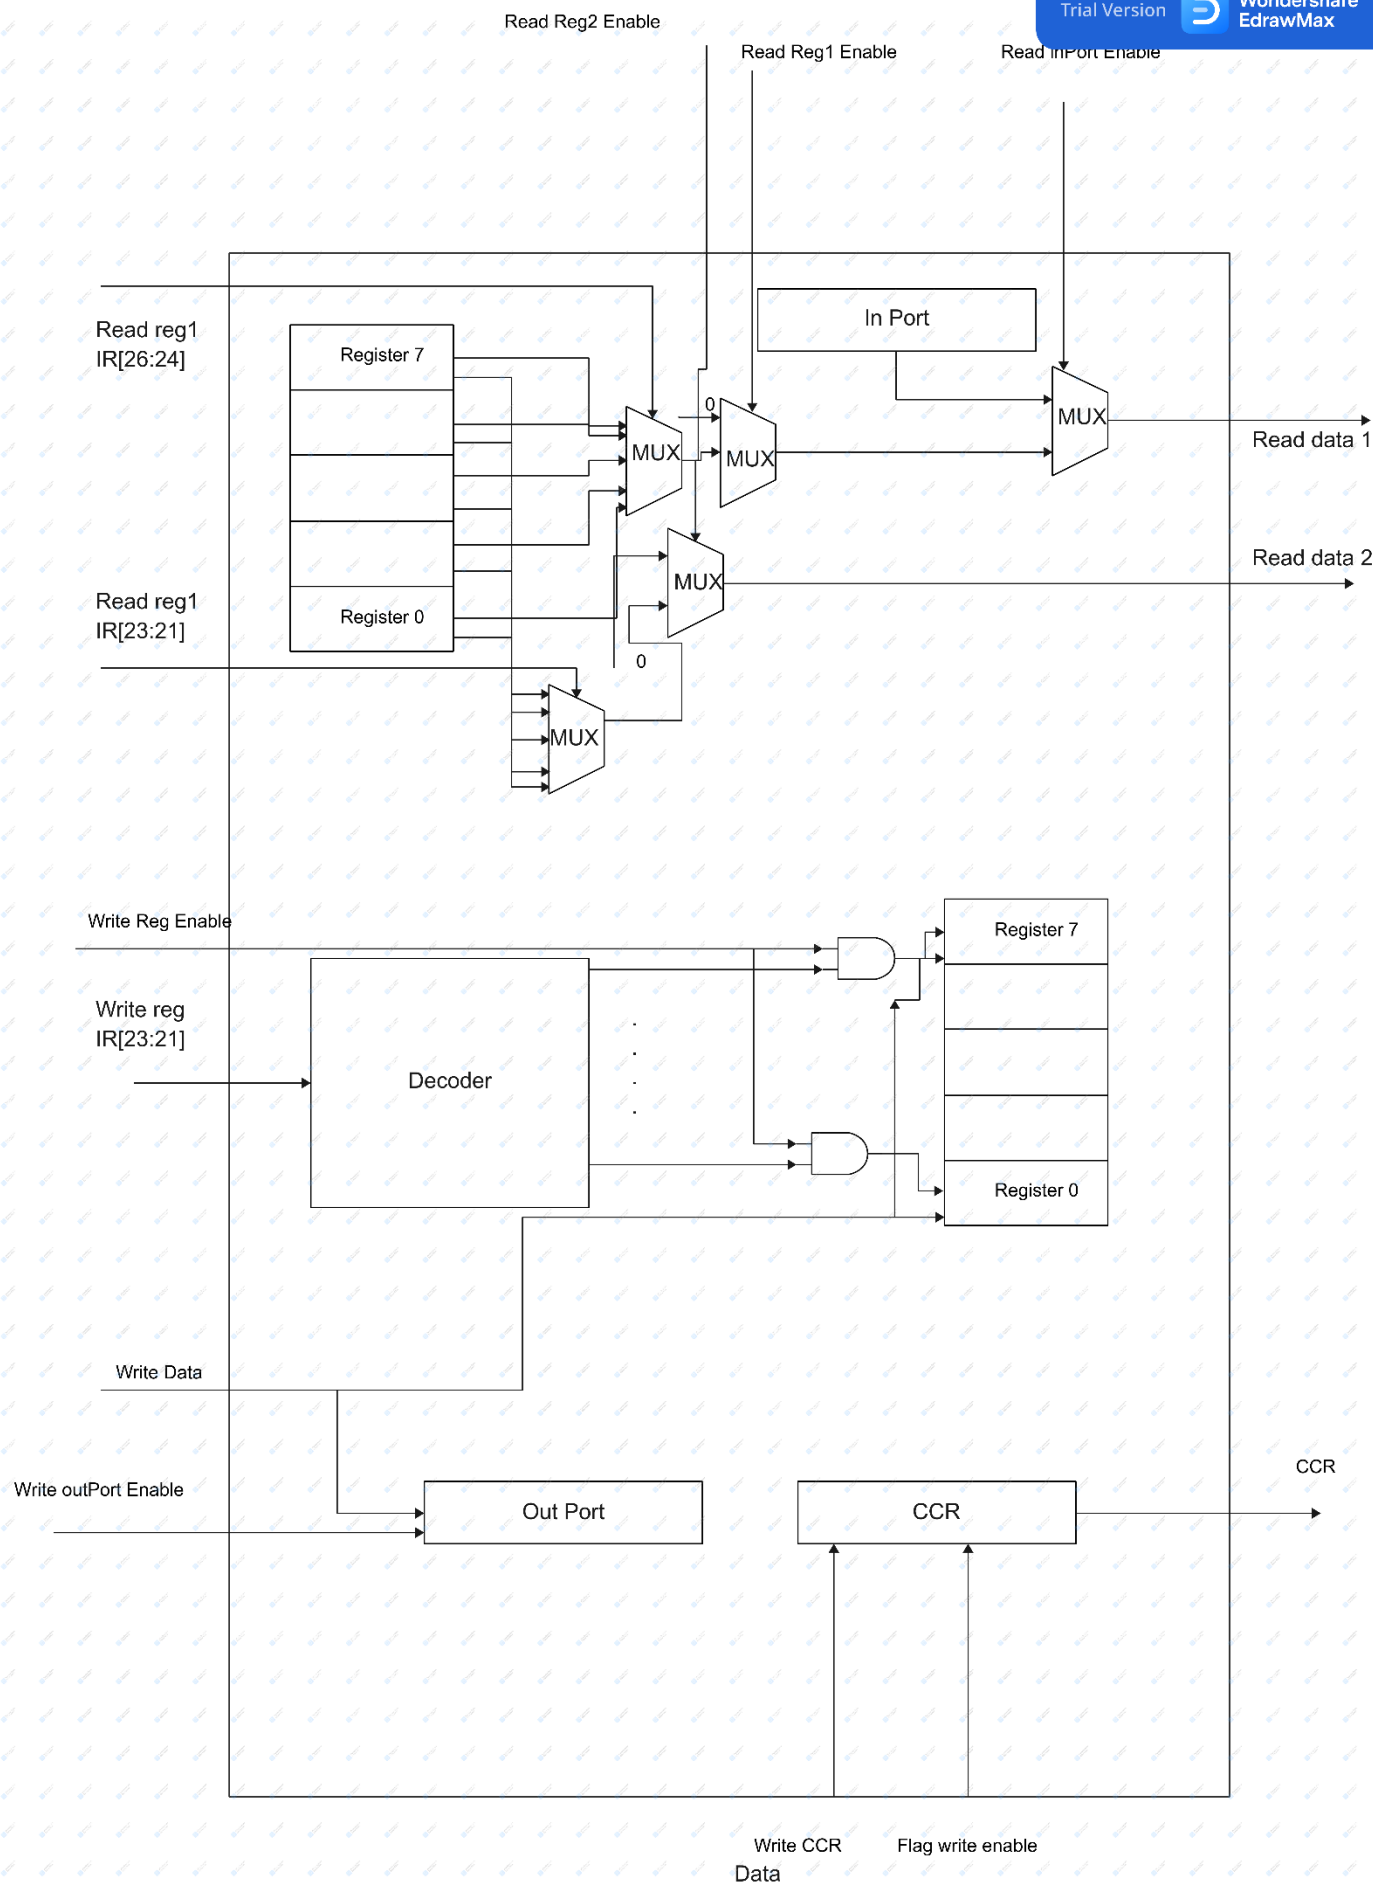 Trial Version
Wondershare
EdrawMax
Read Reg2 Enable
Read Reg1 Enable
Read inPort Enable
Read reg1
IR[26:24]
In Port
Register 7
0
MUX
MUX
MUX
Read data 1
Read data 2
MUX
Read reg1
IR[23:21]
Register 0
0
MUX
Write Reg Enable
Register 7
Write reg
IR[23:21]
Decoder
.
.
.
.
Register 0
Write Data
Write outPort Enable
Out Port
CCR
CCR
Write CCR
Data
Flag write enable